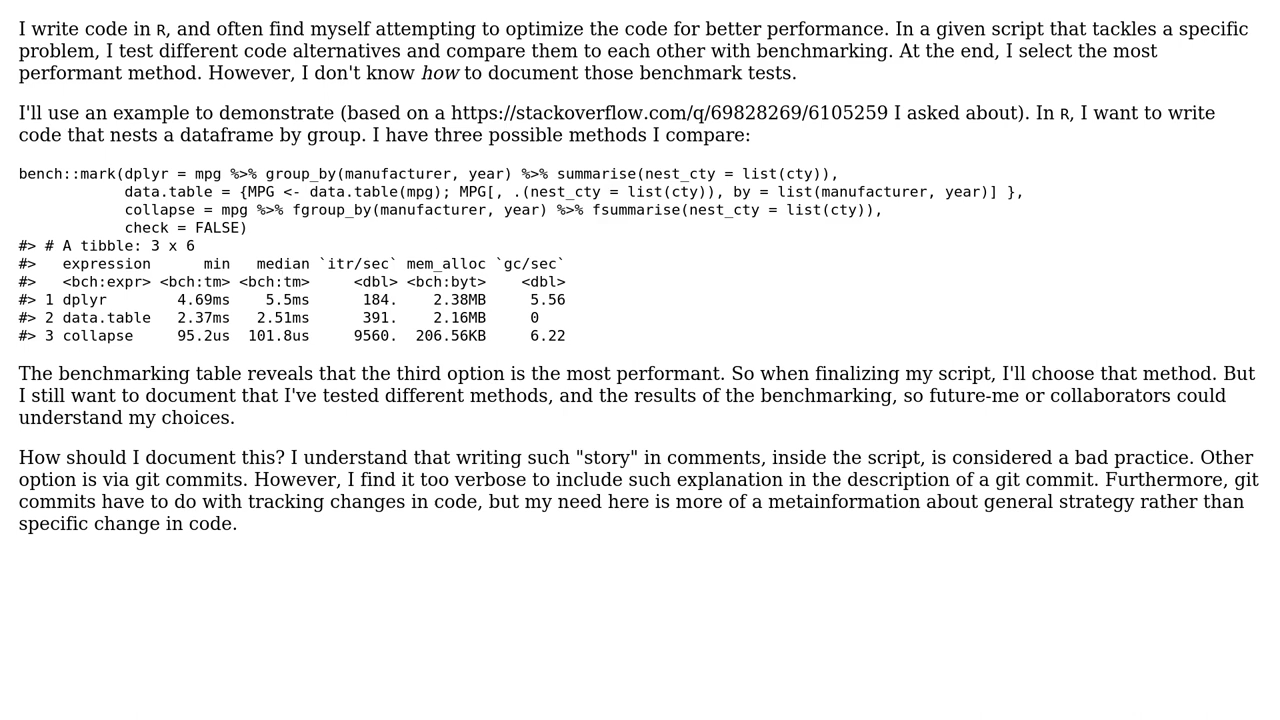 I write code in R, and often find myself attempting to optimize the code for better performance. In a given script that tackles a specific
problem, I test different code alternatives and compare them to each other with benchmarking. At the end, I select the most
performant method. However, I don't know how to document those benchmark tests.
I'll use an example to demonstrate (based on a https://stackoverflow.com/q/69828269/6105259 I asked about). In R, I want to write
code that nests a dataframe by group. I have three possible methods I compare:
bench::mark(dplyr = mpg %>% group_by(manufacturer, year) %>% summarise(nest_cty = list(cty)),
            data.table = {MPG <- data.table(mpg); MPG[, .(nest_cty = list(cty)), by = list(manufacturer, year)] },
            collapse = mpg %>% fgroup_by(manufacturer, year) %>% fsummarise(nest_cty = list(cty)),
            check = FALSE)
#> # A tibble: 3 x 6
#>   expression      min   median `itr/sec` mem_alloc `gc/sec`
#>   <bch:expr> <bch:tm> <bch:tm>     <dbl> <bch:byt>    <dbl>
#> 1 dplyr        4.69ms    5.5ms      184.    2.38MB     5.56
#> 2 data.table   2.37ms   2.51ms      391.    2.16MB     0
#> 3 collapse     95.2us  101.8us     9560.  206.56KB     6.22
The benchmarking table reveals that the third option is the most performant. So when finalizing my script, I'll choose that method. But
I still want to document that I've tested different methods, and the results of the benchmarking, so future-me or collaborators could
understand my choices.
How should I document this? I understand that writing such "story" in comments, inside the script, is considered a bad practice. Other
option is via git commits. However, I find it too verbose to include such explanation in the description of a git commit. Furthermore, git
commits have to do with tracking changes in code, but my need here is more of a metainformation about general strategy rather than
specific change in code.